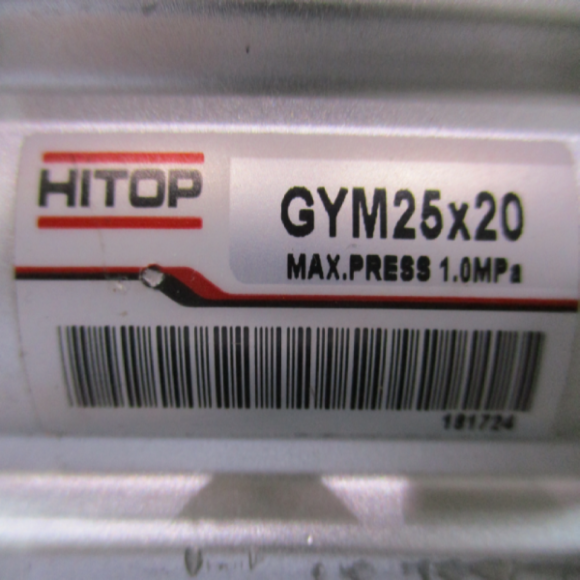 HITOP
GYM25x20
MAX.PRESS 1.0MPa
181724